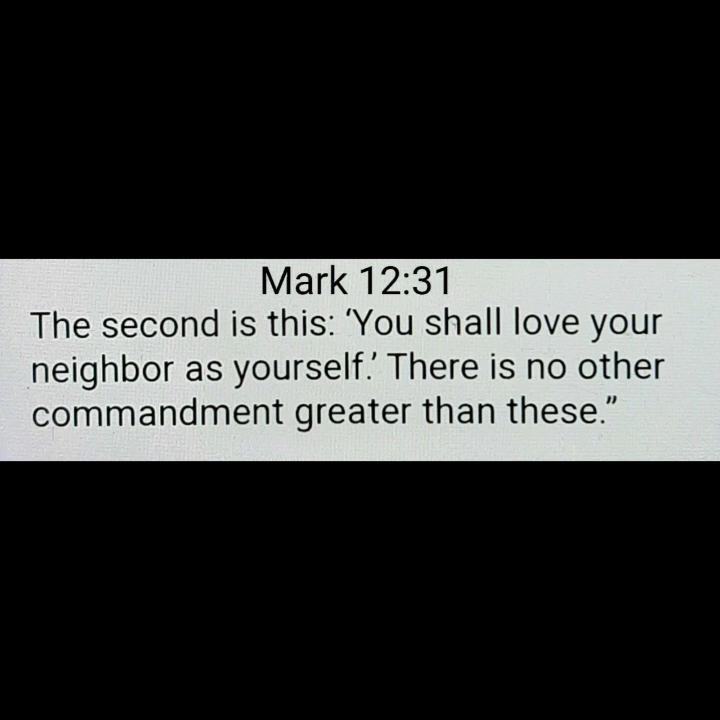 Mark 12:31
The second is this: ‘You shall love your
neighbor as yourself.’ There is no other
commandment greater than these.”